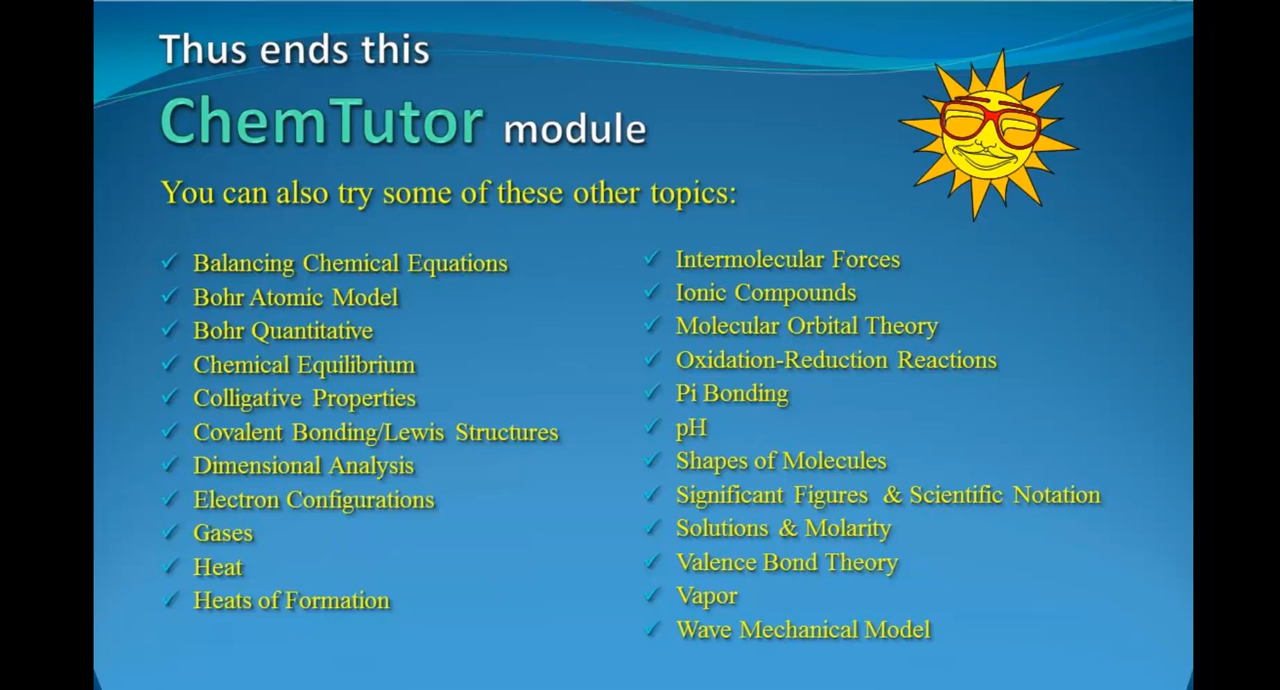 Thus ends this
ChemTutor module
You can also try some of these other topics:
✓ Balancing Chemical Equations
✓ Bohr Atomic Model
✓ Bohr Quantitative
✓ Chemical Equilibrium
✓ Colligative Properties
✓ Covalent Bonding/Lewis Structures
✓ Dimensional Analysis
✓ Electron Configurations
✓ Gases
✓ Heat
✓ Heats of Formation
✓ Intermolecular Forces
✓ Ionic Compounds
✓ Molecular Orbital Theory
✓ Oxidation-Reduction Reactions
✓ Pi Bonding
✓ pH
✓ Shapes of Molecules
✓ Significant Figures & Scientific Notation
✓ Solutions & Molarity
✓ Valence Bond Theory
✓ Vapor
✓ Wave Mechanical Model